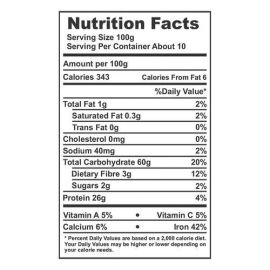 Nutrition Facts
Serving Size 100g
Serving Per Container About 10
Amount per 100g
Calories 343 Calories From Fat 6
%Daily Value*
Total Fat 1g 2%
Saturated Fat 0.3g 2%
Trans Fat 0g 0%
Cholesterol 0mg 0%
Sodium 40mg 2%
Total Carbohydrate 60g 20%
Dietary Fibre 3g 12%
Sugars 2g 2%
Protein 26g 4%
Vitamin A 5% • Vitamin C 5%
Calcium 6% • Iron 42%
* Percent Daily Values are based on a 2,000 calorie diet.
Your Daily Values may be higher or lower depending on
your calorie needs.